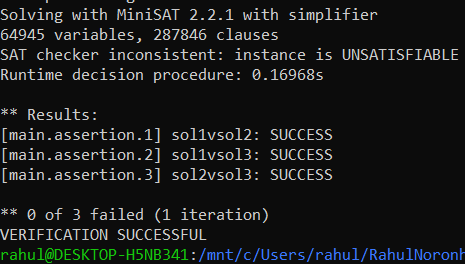 Solving with MiniSAT 2.2.1 with simplifier
64945 variables, 287846 clauses
SAT checker inconsistent: instance is UNSATISFIABLE
Runtime decision procedure: 0.16968s
** Results:
[main.assertion.1] sol1vsol2: SUCCESS
[main.assertion.2] sol1vsol3: SUCCESS
[main.assertion.3] sol2vsol3: SUCCESS
** 0 of 3 failed (1 iteration)
VERIFICATION SUCCESSFUL
rahul@DESKTOP-H5NB341:/mnt/c/Users/rahul/RahulNoronh